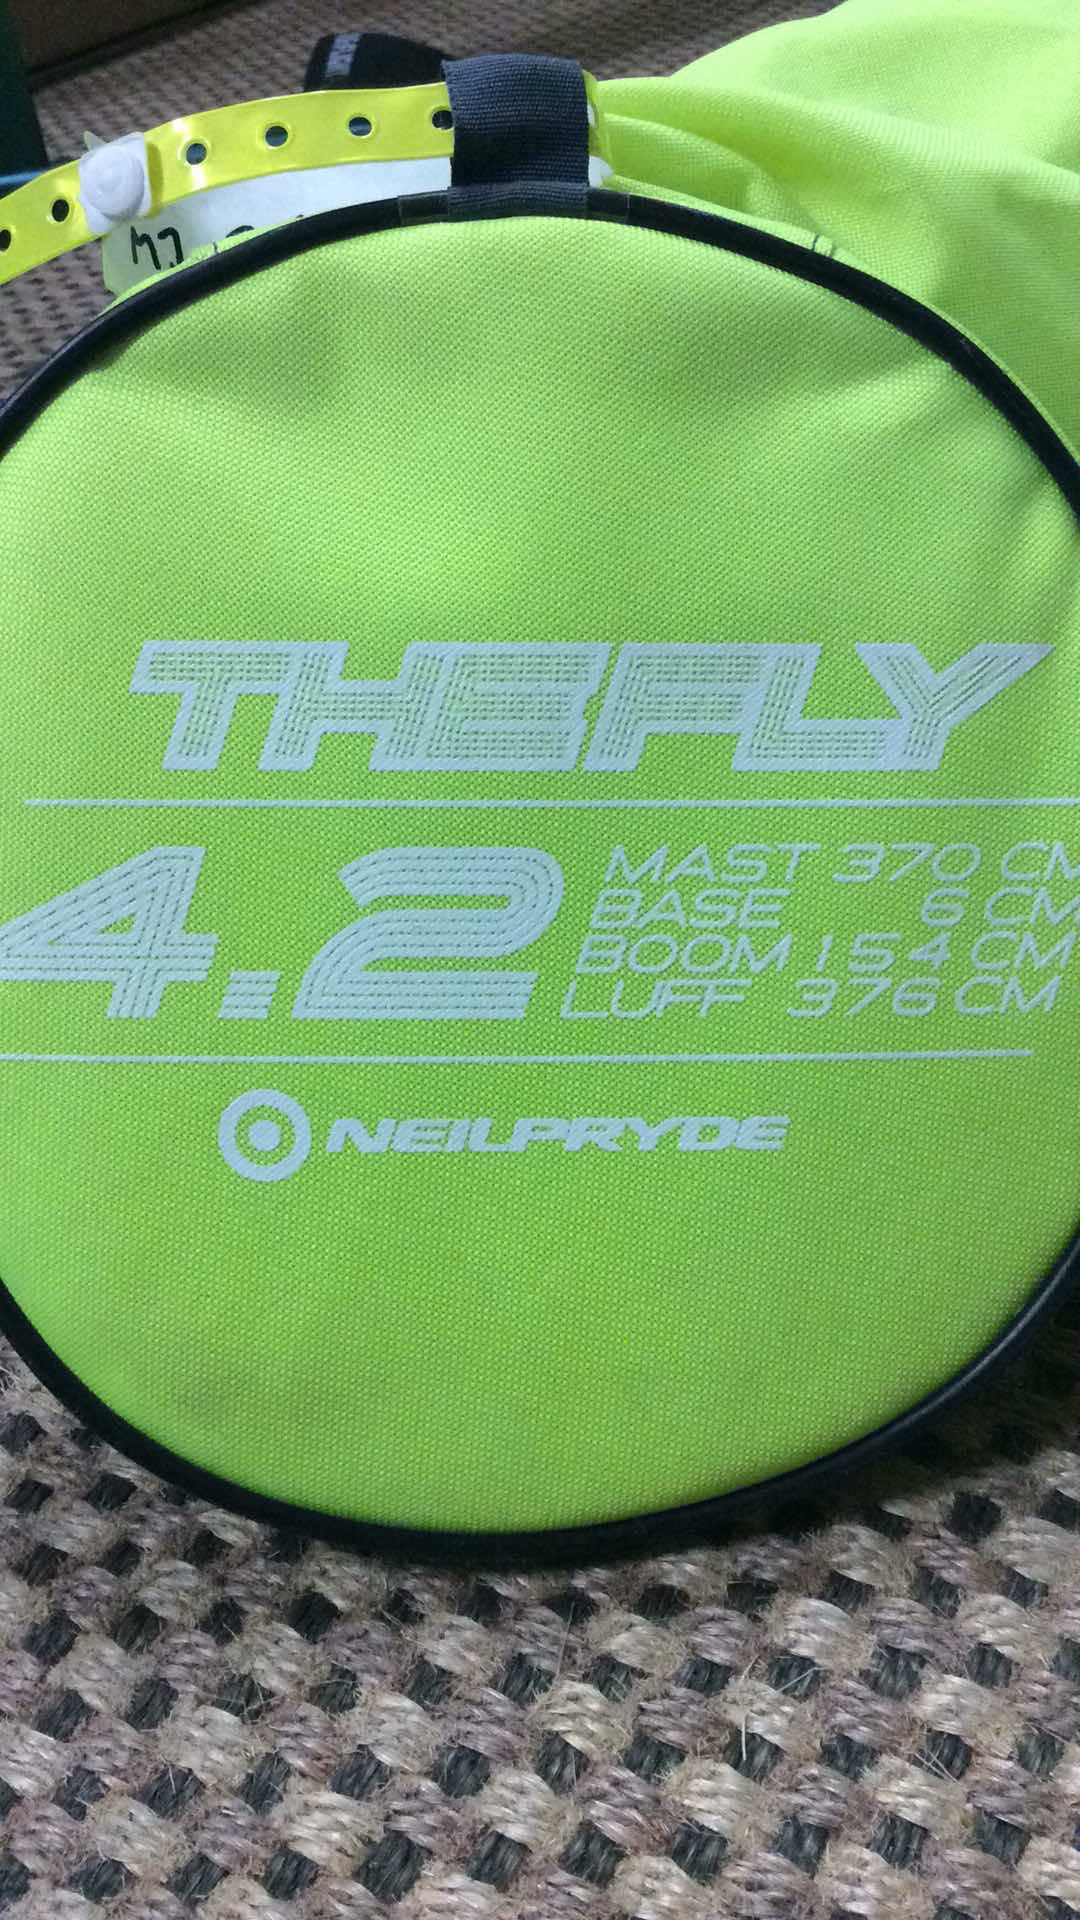 THEFLY
4.2
MAST 370 CM
BASE 6 CM
BOOM 154 CM
LUFF 376 CM
NEILPRYDE